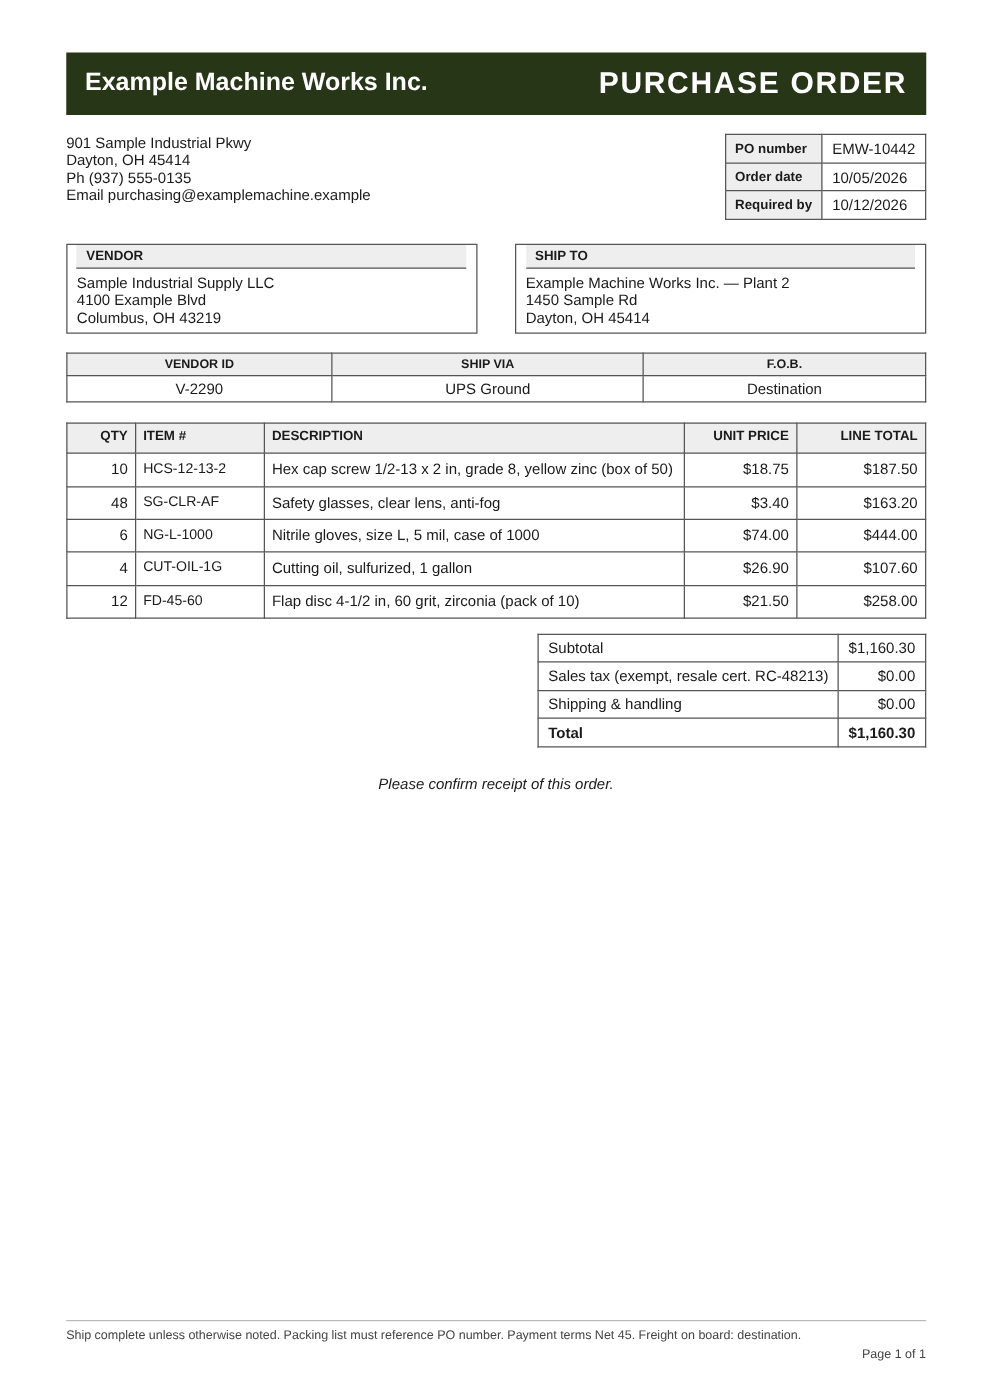 Example Machine Works Inc. PURCHASE ORDER
901 Sample Industrial Pkwy
Dayton, OH 45414
Ph (937) 555-0135
Email purchasing@examplemachine.example
PO number EMW-10442
Order date 10/05/2026
Required by 10/12/2026
VENDOR
Sample Industrial Supply LLC
4100 Example Blvd
Columbus, OH 43219
SHIP TO
Example Machine Works Inc. — Plant 2
1450 Sample Rd
Dayton, OH 45414
VENDOR ID SHIP VIA F.O.B.
V-2290 UPS Ground Destination
QTY ITEM # DESCRIPTION UNIT PRICE LINE TOTAL
10 HCS-12-13-2 Hex cap screw 1/2-13 x 2 in, grade 8, yellow zinc (box of 50) $18.75 $187.50
48 SG-CLR-AF Safety glasses, clear lens, anti-fog $3.40 $163.20
6 NG-L-1000 Nitrile gloves, size L, 5 mil, case of 1000 $74.00 $444.00
4 CUT-OIL-1G Cutting oil, sulfurized, 1 gallon $26.90 $107.60
12 FD-45-60 Flap disc 4-1/2 in, 60 grit, zirconia (pack of 10) $21.50 $258.00
Subtotal $1,160.30
Sales tax (exempt, resale cert. RC-48213) $0.00
Shipping & handling $0.00
Total $1,160.30
Please confirm receipt of this order.
Ship complete unless otherwise noted. Packing list must reference PO number. Payment terms Net 45. Freight on board: destination.
Page 1 of 1